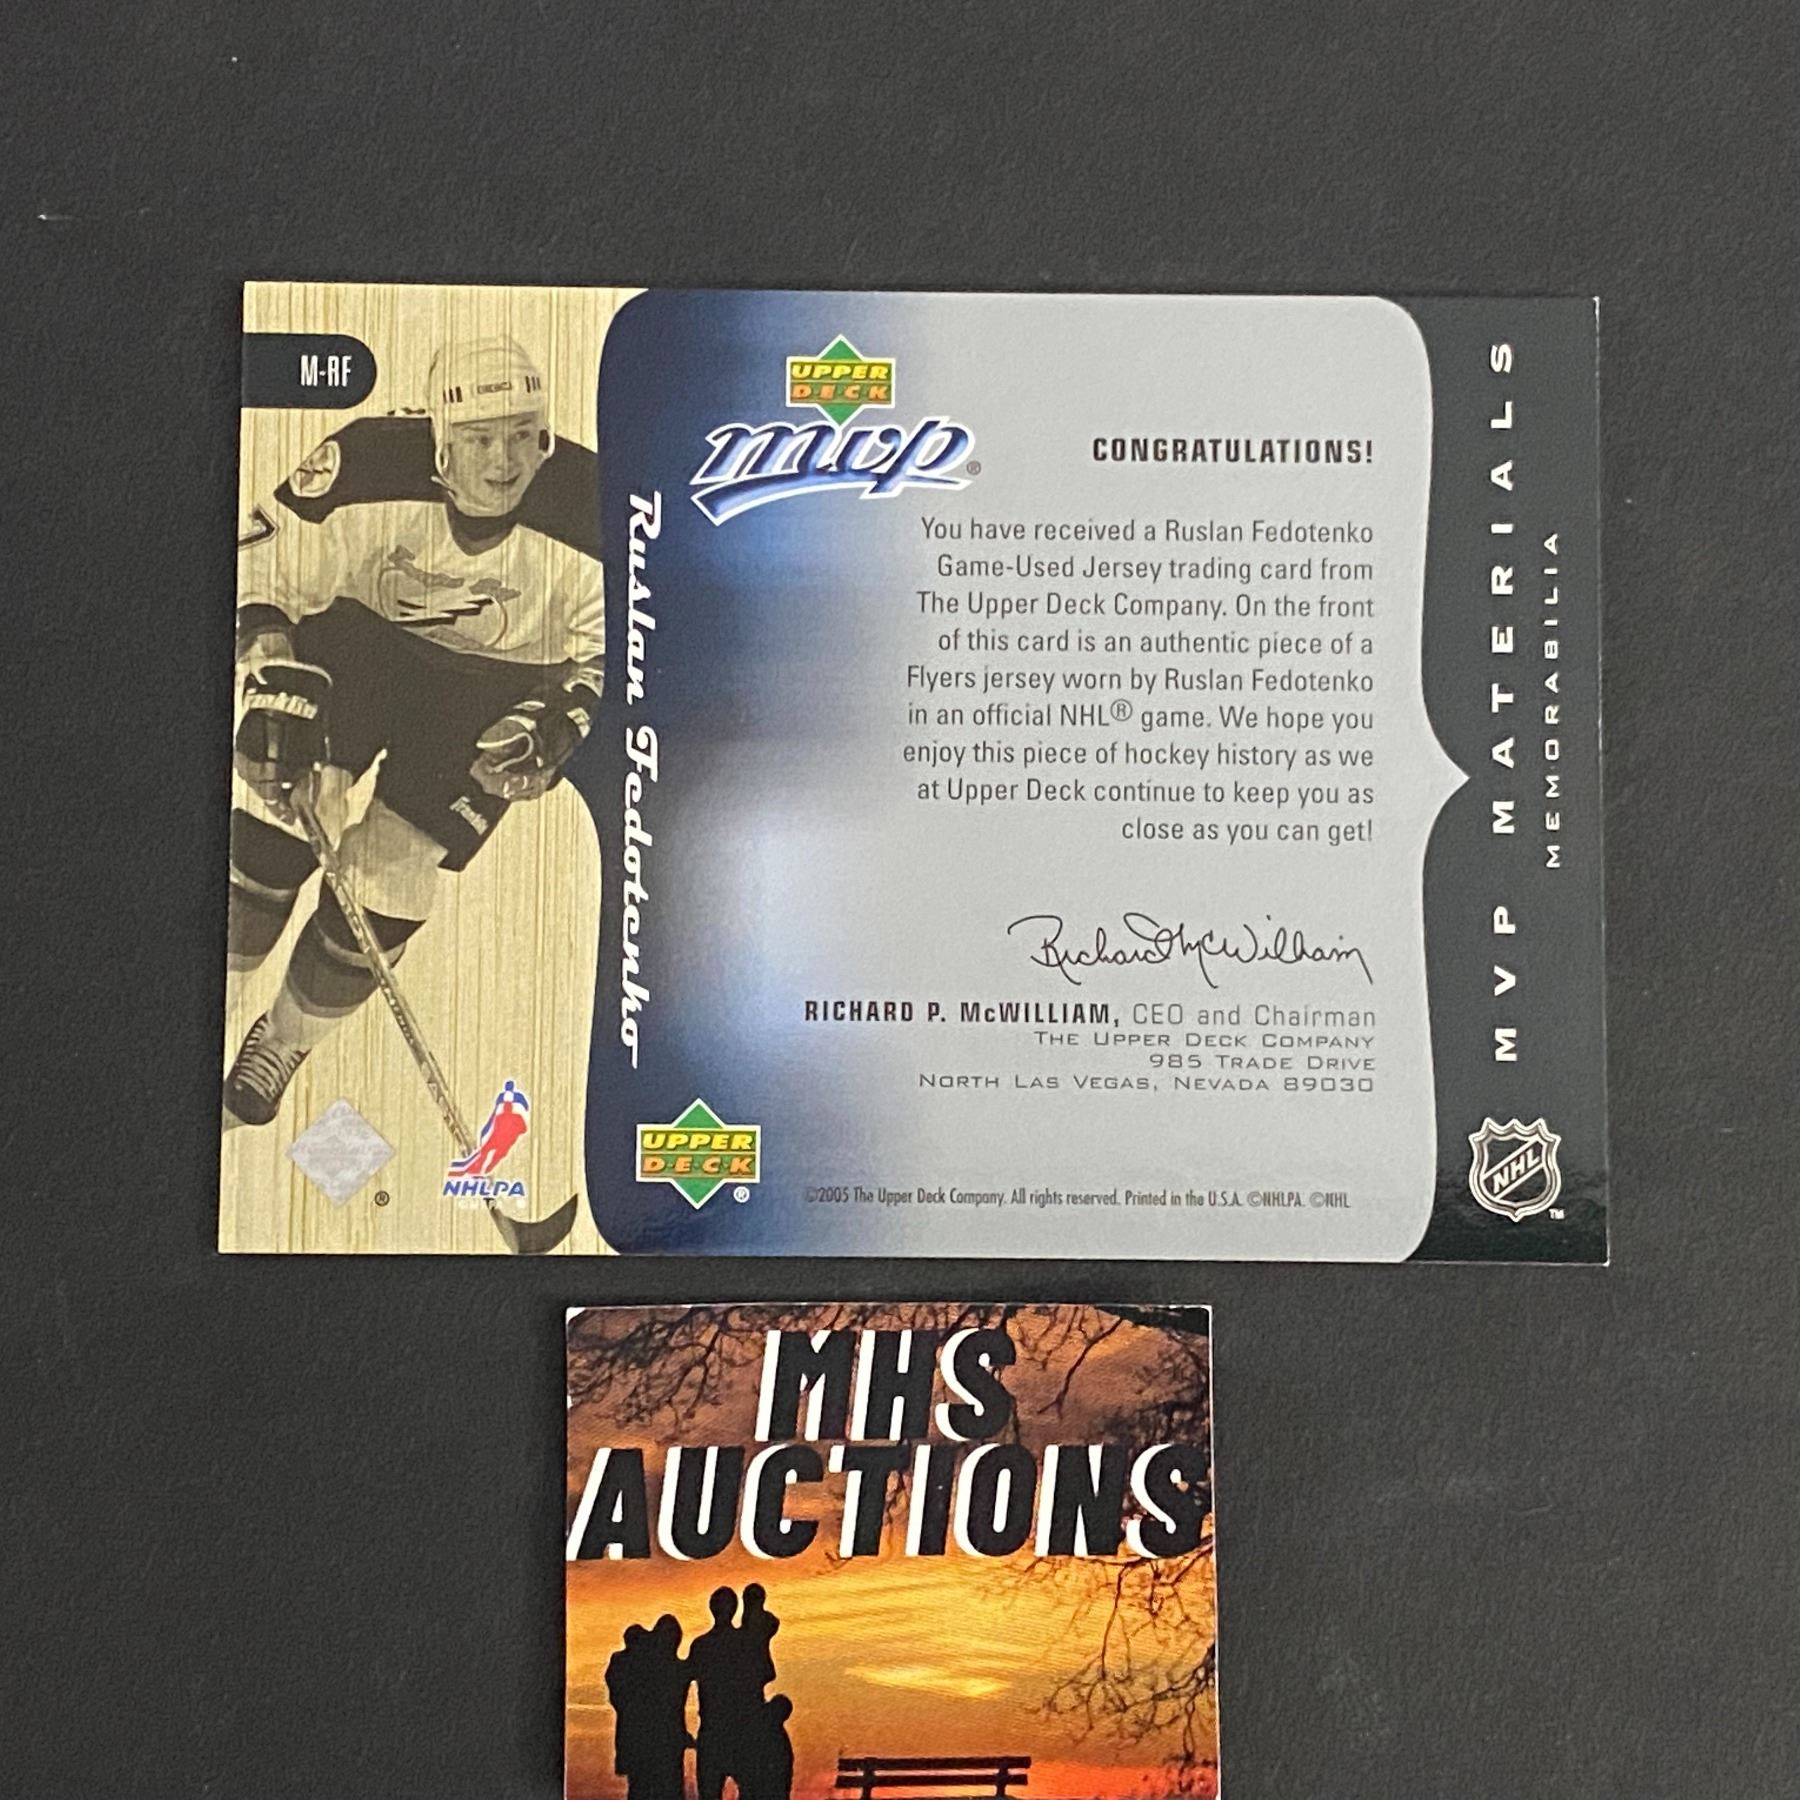 M-RF
UPPER
DECK
mvp®
Ruslan Fedotenko
CONGRATULATIONS!
You have received a Ruslan Fedotenko
Game-Used Jersey trading card from
The Upper Deck Company. On the front
of this card is an authentic piece of a
Flyers jersey worn by Ruslan Fedotenko
in an official NHL® game. We hope you
enjoy this piece of hockey history as we
at Upper Deck continue to keep you as
close as you can get!
Richard McWilliam
RICHARD P. McWILLIAM, CEO and Chairman
THE UPPER DECK COMPANY
985 TRADE DRIVE
NORTH LAS VEGAS, NEVADA 89030
©2005 The Upper Deck Company. All rights reserved. Printed in the U.S.A. ©NHLPA. ©NHL
UPPER
DECK®
®
NHLPA
MVP MATERIALS
MEMORABILIA
NHL
TM
MHS
AUCTIONS